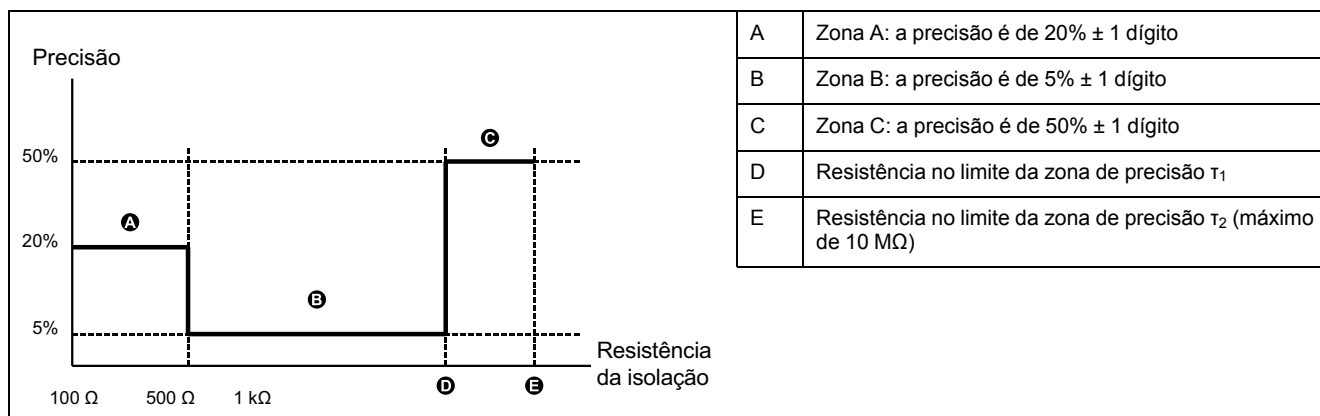 Precisão
50%
20%
5%
A
B
C
Resistência
da isolação
D
E
100 Ω
500 Ω
1 kΩ
A
Zona A: a precisão é de 20% ± 1 dígito
B
Zona B: a precisão é de 5% ± 1 dígito
C
Zona C: a precisão é de 50% ± 1 dígito
D
Resistência no limite da zona de precisão τ₁
E
Resistência no limite da zona de precisão τ₂ (máximo
de 10 MΩ)